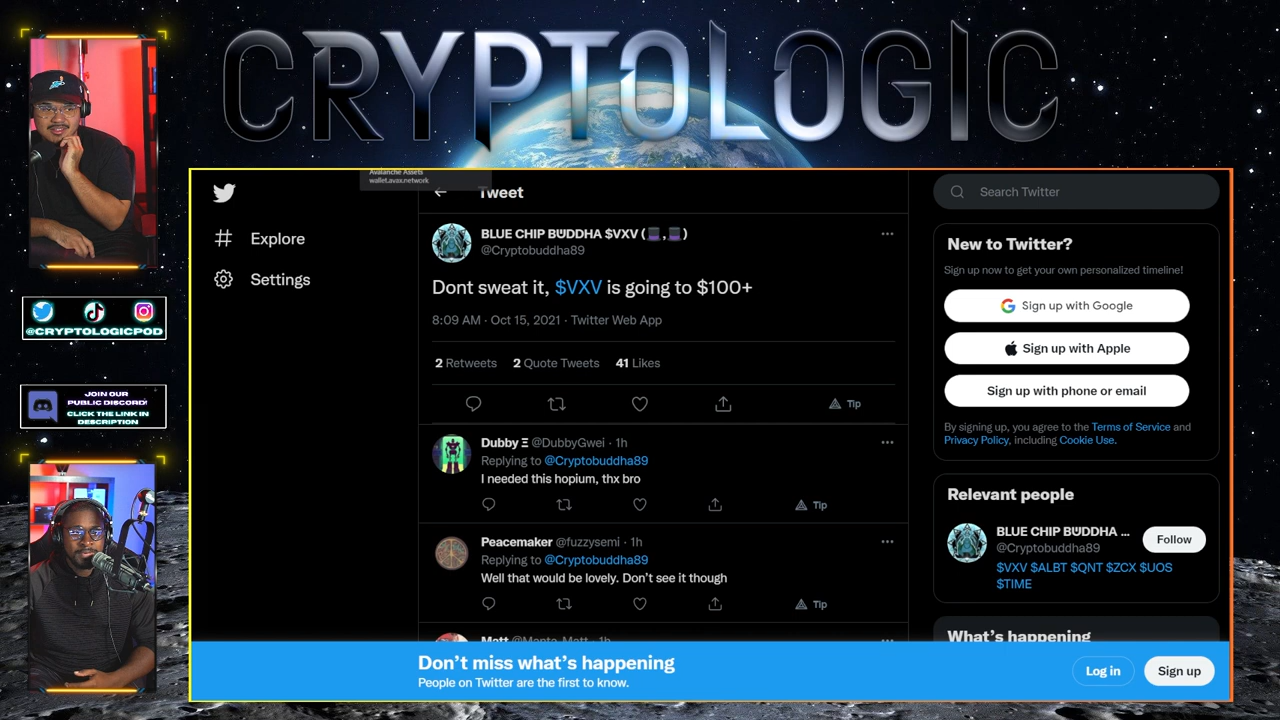 CRYPTOLOGIC
@CRYPTOLOGICPOD
JOIN OUR
PUBLIC DISCORD!
CLICK THE LINK IN
DESCRIPTION
Avalanche Assets
wallet.avax.network
Explore
Settings
Tweet
BLUE CHIP BUDDHA $VXV (🎩,🎩)
@Cryptobuddha89
Dont sweat it, $VXV is going to $100+
8:09 AM · Oct 15, 2021 · Twitter Web App
2 Retweets 2 Quote Tweets 41 Likes
Tip
Dubby Ξ @DubbyGwei · 1h
Replying to @Cryptobuddha89
I needed this hopium, thx bro
Tip
Peacemaker @fuzzysemi · 1h
Replying to @Cryptobuddha89
Well that would be lovely. Don't see it though
Tip
Matt @Manta_Matt · 1h
Search Twitter
New to Twitter?
Sign up now to get your own personalized timeline!
Sign up with Google
Sign up with Apple
Sign up with phone or email
By signing up, you agree to the Terms of Service and
Privacy Policy, including Cookie Use.
Relevant people
BLUE CHIP BUDDHA ...
@Cryptobuddha89
Follow
$VXV $ALBT $QNT $ZCX $UOS
$TIME
What's happening
Don't miss what's happening
People on Twitter are the first to know.
Log in
Sign up